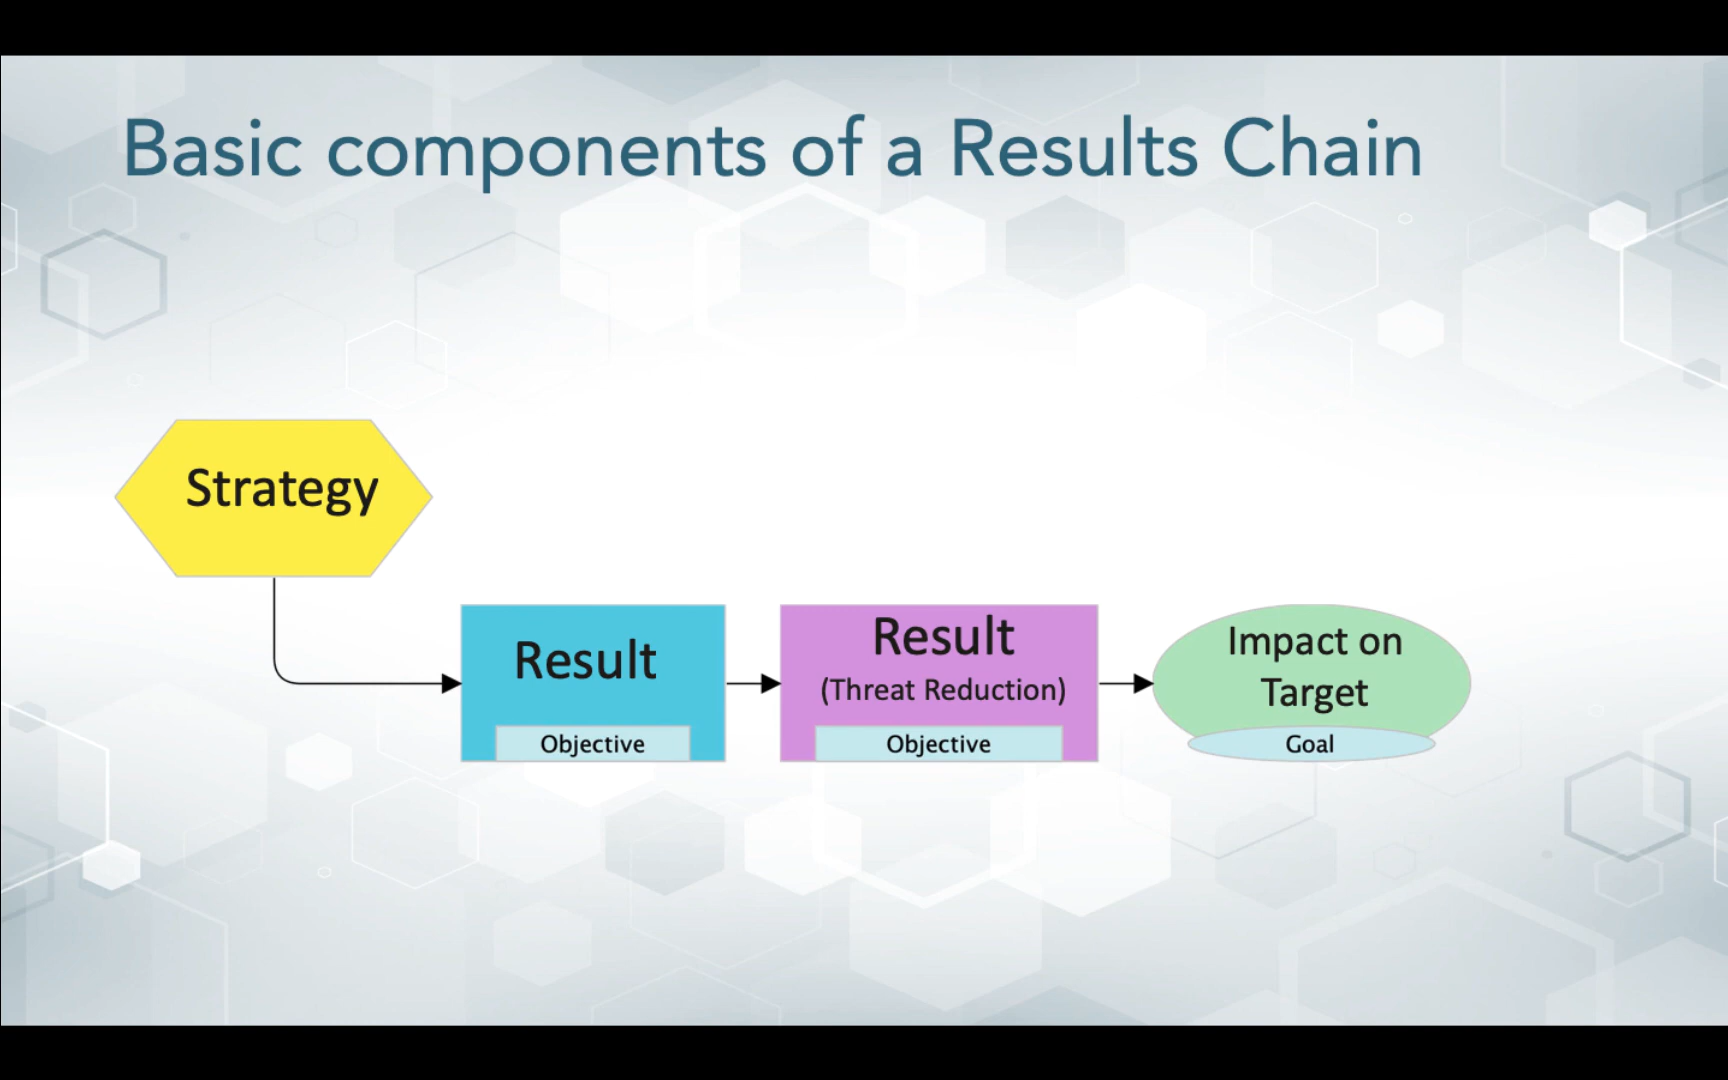 Basic components of a Results Chain
Strategy
Result
Objective
Result
(Threat Reduction)
Objective
Impact on
Target
Goal